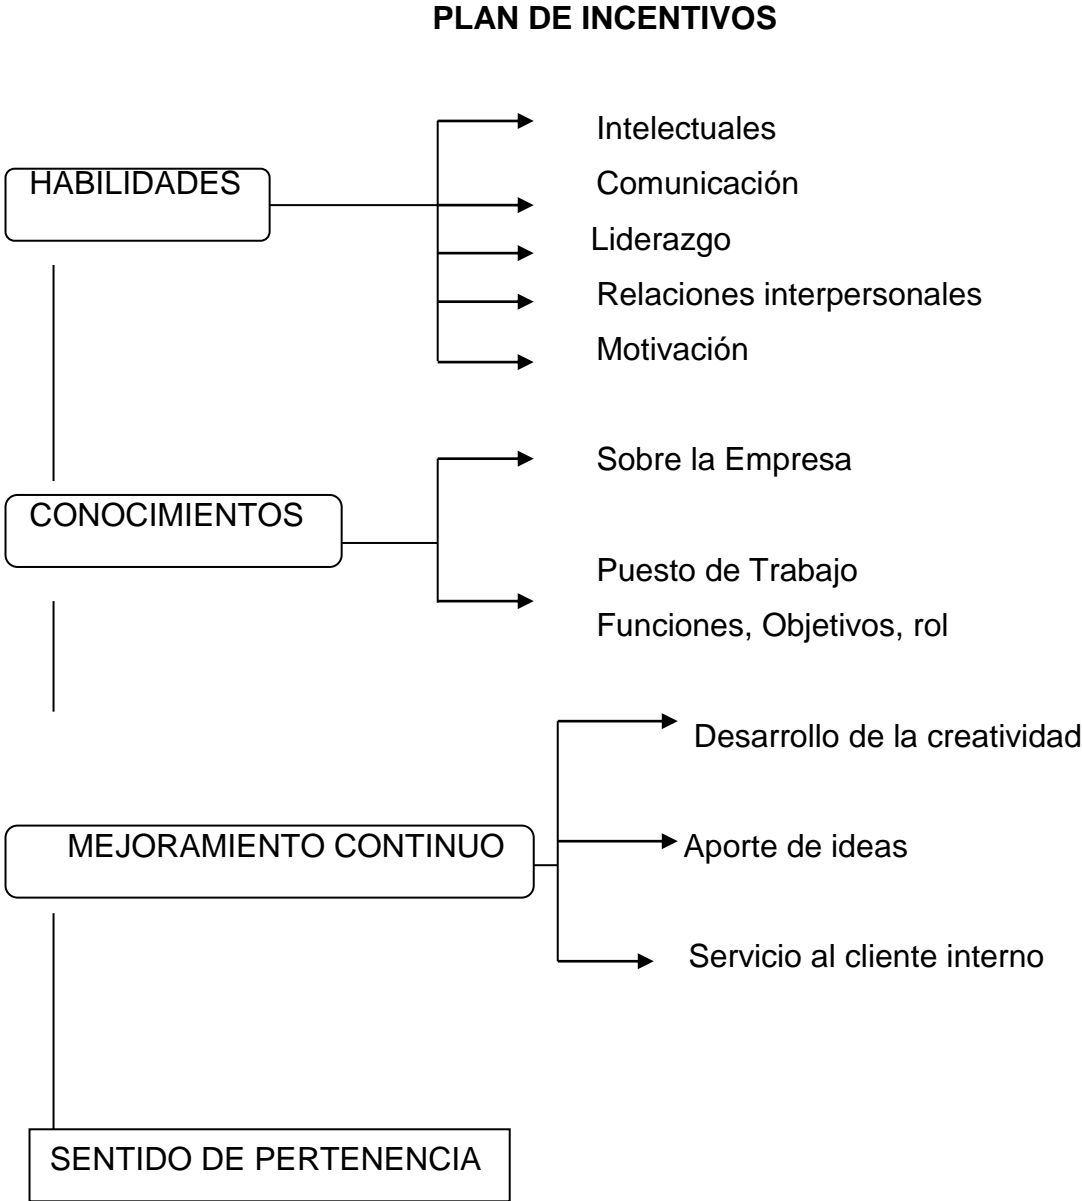 PLAN DE INCENTIVOS
Intelectuales
HABILIDADES
Comunicación
Liderazgo
Relaciones interpersonales
Motivación
Sobre la Empresa
CONOCIMIENTOS
Puesto de Trabajo
Funciones, Objetivos, rol
Desarrollo de la creatividad
MEJORAMIENTO CONTINUO
Aporte de ideas
Servicio al cliente interno
SENTIDO DE PERTENENCIA